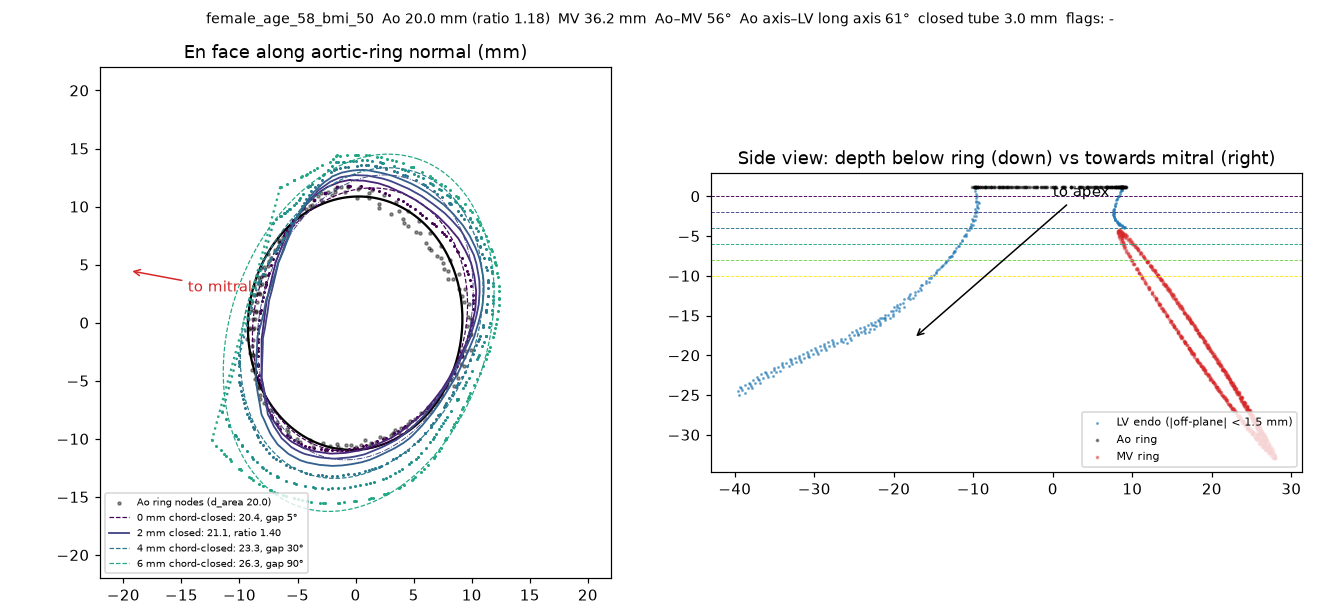 female_age_58_bmi_50  Ao 20.0 mm (ratio 1.18)  MV 36.2 mm  Ao–MV 56°  Ao axis–LV long axis 61°  closed tube 3.0 mm  flags: -
En face along aortic-ring normal (mm)
20
15
10
5
0
−5
−10
−15
−20
to mitral
Ao ring nodes (d_area 20.0)
0 mm chord-closed: 20.4, gap 5°
2 mm closed: 21.1, ratio 1.40
4 mm chord-closed: 23.3, gap 30°
6 mm chord-closed: 26.3, gap 90°
−20 −15 −10 −5 0 5 10 15 20
Side view: depth below ring (down) vs towards mitral (right)
to apex
0
−5
−10
−15
−20
−25
−30
LV endo (|off-plane| < 1.5 mm)
Ao ring
MV ring
−40 −30 −20 −10 0 10 20 30